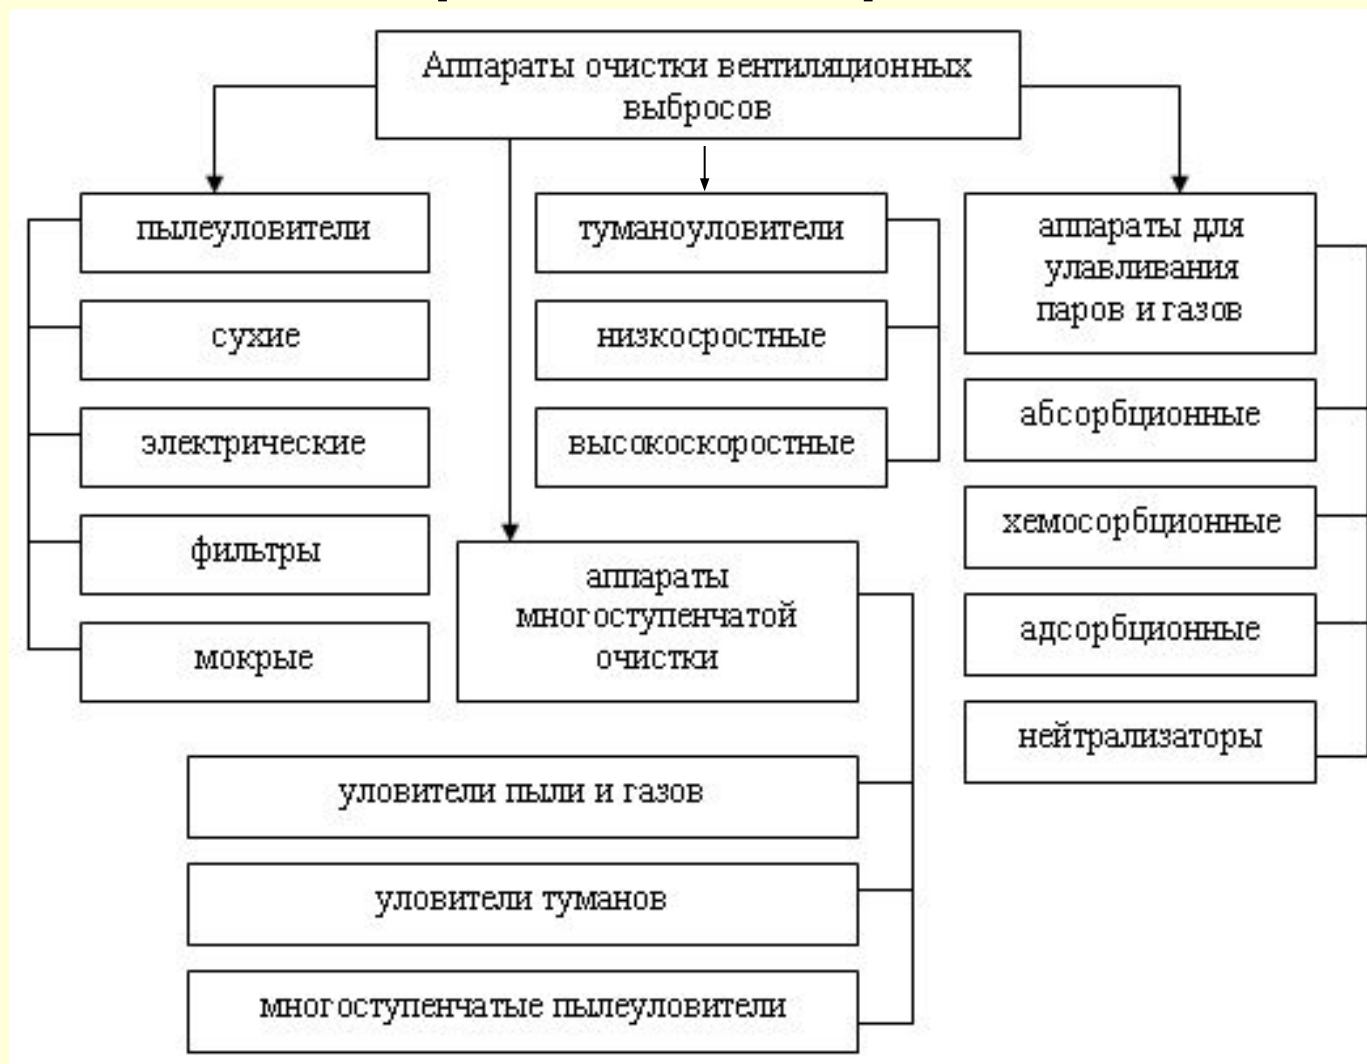 Аппараты очистки вентиляционных
выбросов
пылеуловители
сухие
электрические
фильтры
мокрые
туманоуловители
низкосростные
высокоскоростные
аппараты для
улавливания
паров и газов
абсорбционные
хемосорбционные
адсорбционные
нейтрализаторы
аппараты
многоступенчатой
очистки
уловители пыли и газов
уловители туманов
многоступенчатые пылеуловители